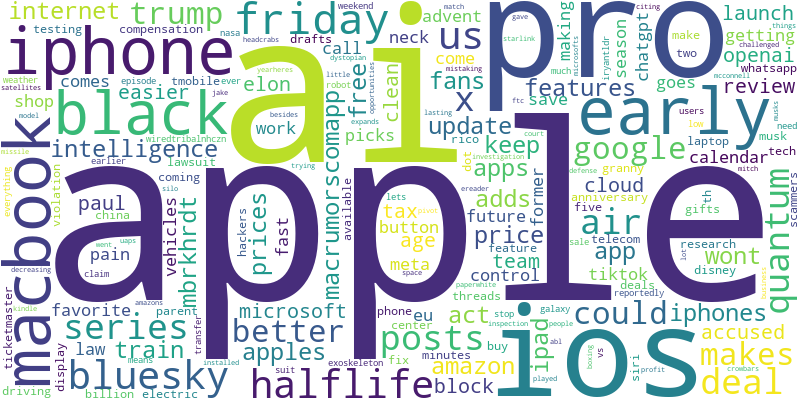 internet
trump
friday
ai
us
pro
advent
launch
iphone
black
apple
ios
early
macbook
nasa
weekend
match
gave
starlink
citing
things
testing
compensation
headcrabs
drafts
neck
call
dystopian
come
making
season
chatgpt
getting
openai
challenged
microsofts
mcconnell
weather
satellites
episode
ever
yearheres
little
robot
opportunities
mistaking
fans
features
tryantldr
make
two
comes
tmobile
jake
elon
free
clean
x
much
goes
review
whatsapp
shop
easier
work
picks
update
save
users
low
musk
musks
need
model
besides
expands
lasting
ftc
court
google
laptop
tech
missile
everything
intelligence
wiredtribalnhczn
macrumorscomapp
rico
keep
apps
calendar
mitch
earlier
lawsuit
trying
dot
investigation
defense
granny
scammers
violation
coming
silo
hackers
available
lets
ereader
adds
former
cloud
anniversary
quantum
paul
vehicles
prices
fast
tax
pixel
future
air
five
th
gifts
china
went
uaps
mbrkhrdt
button
price
sale
telecom
wont
pain
claim
age
feature
team
app
research
lot
business
ticketmaster
decreasing
amazons
meta
space
control
tiktok
disney
deals
reportedly
kindle
series
better
microsoft
phone
eu
threads
paperwhite
galaxy
could
iphones
favorite
parent
apples
center
posts
act
ipad
stop
inspection
people
accused
law
train
transfer
exoskeleton
fix
minutes
buy
abl
siri
vs
boxing
makes
display
bluesky
means
halflife
suit
block
amazon
played
profit
crowbars
deal
driving
billion
electric
installed